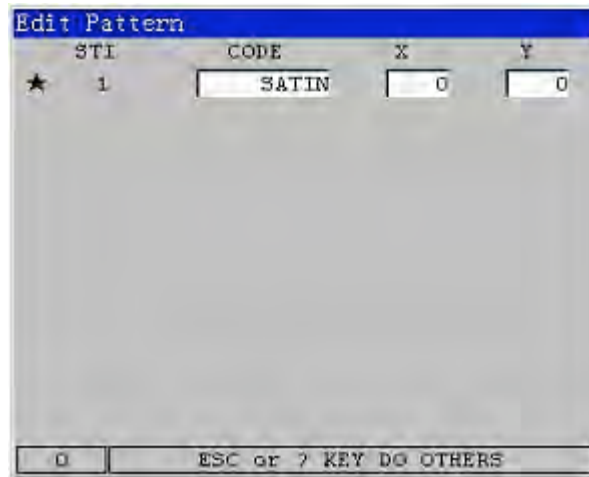 Edit Pattern
STI CODE X Y
★ 1 SATIN 0 0
0 ESC or ? KEY DO OTHERS